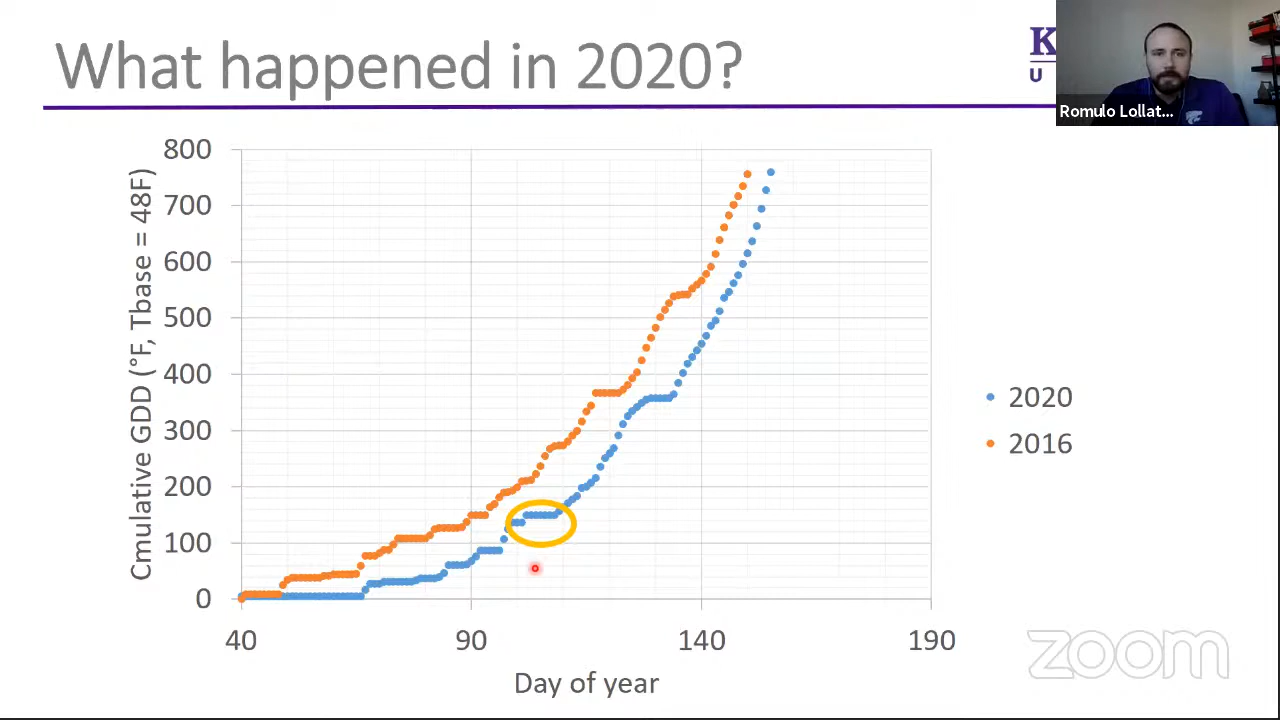 What happened in 2020?
K
U
Romulo Lollat...
800
700
600
500
400
300
200
100
0
Cmulative GDD (°F, Tbase = 48F)
40
90
140
190
Day of year
2020
2016
zoom